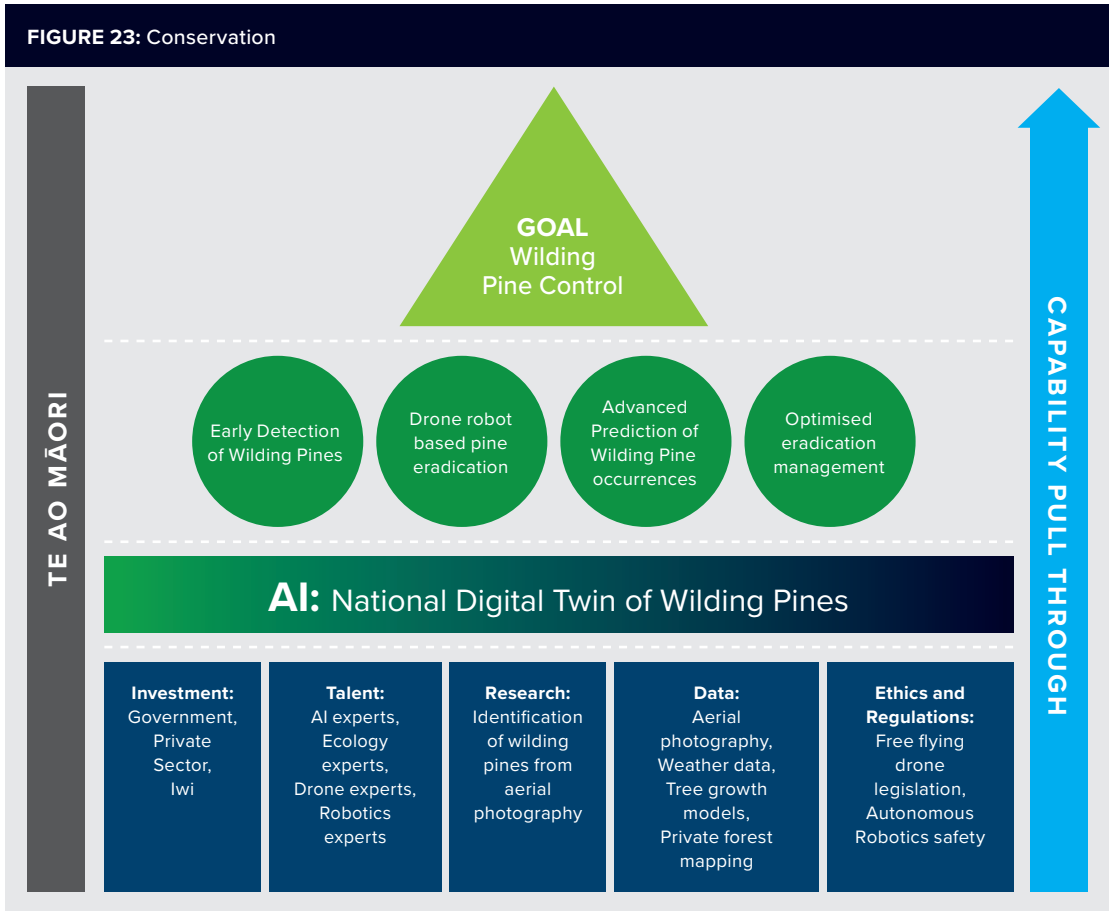 FIGURE 23: Conservation
TE AO MĀORI
GOAL
Wilding
Pine Control
Early Detection
of Wilding Pines
Drone robot
based pine
eradication
Advanced
Prediction of
Wilding Pine
occurrences
Optimised
eradication
management
AI: National Digital Twin of Wilding Pines
Investment:
Government,
Private
Sector,
Iwi
Talent:
AI experts,
Ecology
experts,
Drone experts,
Robotics
experts
Research:
Identification
of wilding
pines from
aerial
photography
Data:
Aerial
photography,
Weather data,
Tree growth
models,
Private forest
mapping
Ethics and
Regulations:
Free flying
drone
legislation,
Autonomous
Robotics safety
CAPABILITY PULL THROUGH